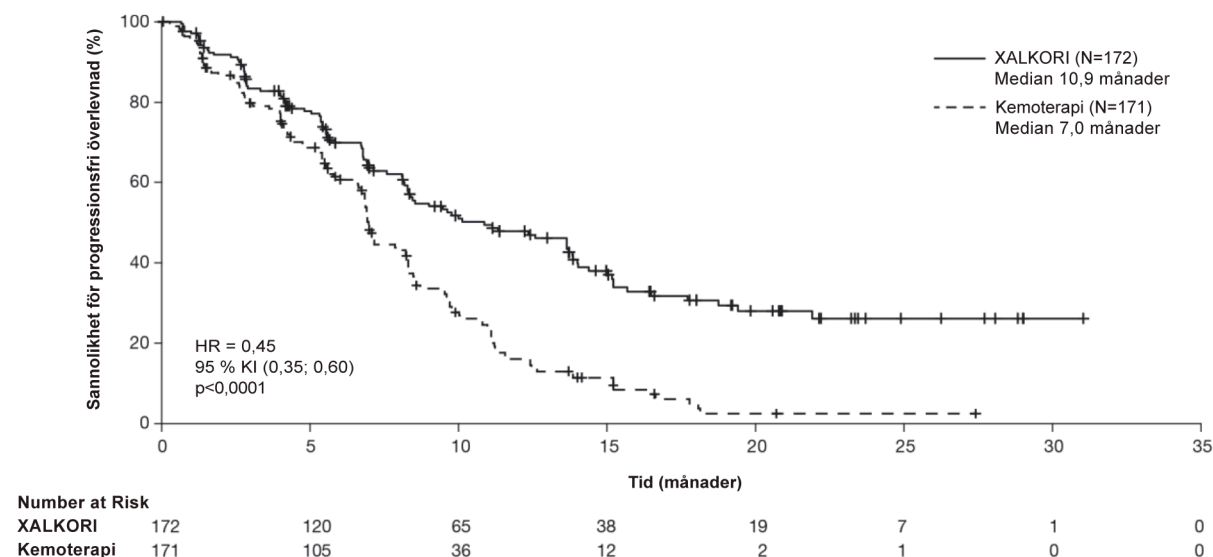 Sannolikhet för progressionsfri överlevnad (%)
100
80
60
40
20
0
XALKORI (N=172)
Median 10,9 månader
Kemoterapi (N=171)
Median 7,0 månader
HR = 0,45
95 % KI (0,35; 0,60)
p<0,0001
0 5 10 15 20 25 30 35
Tid (månader)
Number at Risk
XALKORI 172 120 65 38 19 7 1 0
Kemoterapi 171 105 36 12 2 1 0 0